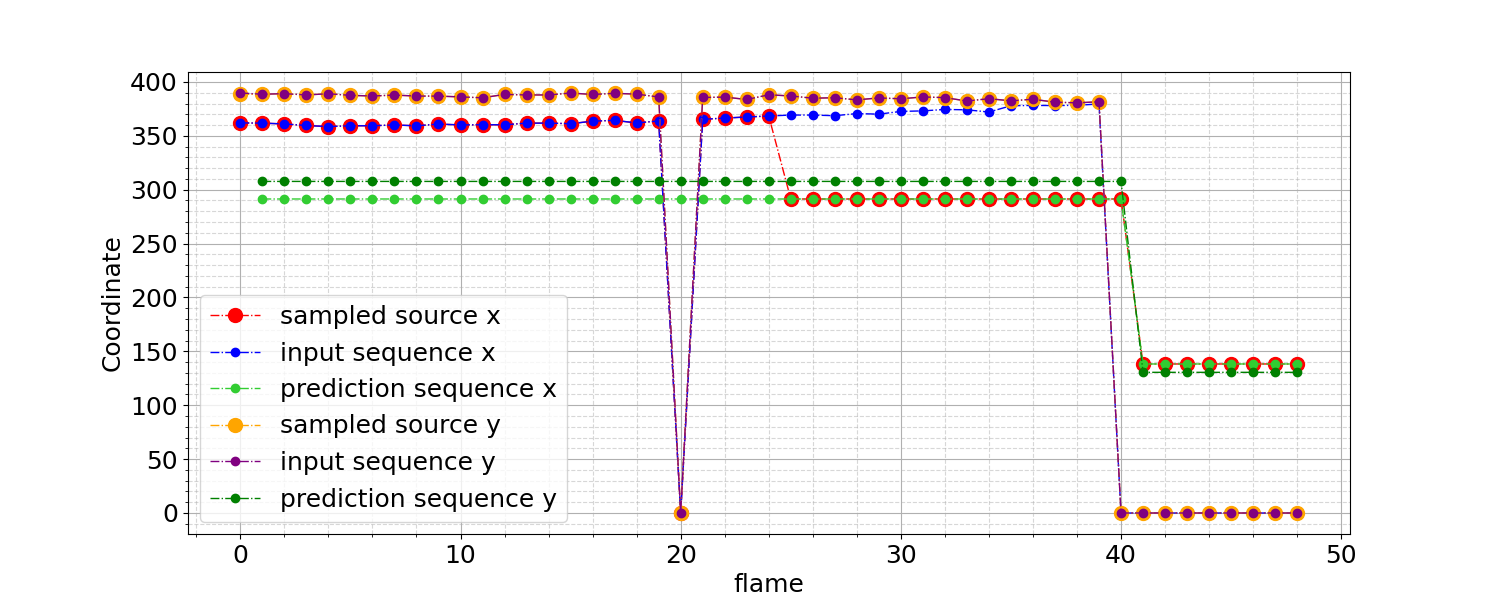 400
350
300
250
200
150
100
50
0
Coordinate
sampled source x
input sequence x
prediction sequence x
sampled source y
input sequence y
prediction sequence y
0 10 20 30 40 50
flame